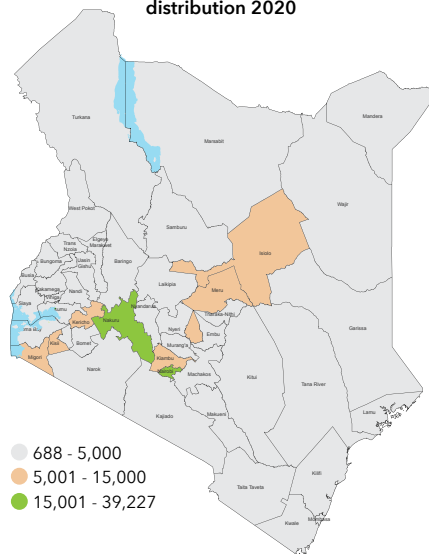 distribution 2020
Turkana
Mandera
Marsabit
Wajir
West Pokot
Samburu
Isiolo
Trans
Nzoia
Elgeyo
Marakwet
Bungoma
Uasin
Gishu
Baringo
Busia
Laikipia
Meru
Kakamega
Vihiga
Nandi
Siaya
Nyandarua
Tharaka-Nithi
Kericho
Nakuru
Nyeri
Embu
Garissa
Kisii
Bomet
Murang'a
Migori
Kiambu
Narok
Nairobi
Machakos
Kitui
Tana River
Kajiado
Makueni
Lamu
688 - 5,000
5,001 - 15,000
15,001 - 39,227
Kilifi
Taita Taveta
Kwale
Mombasa